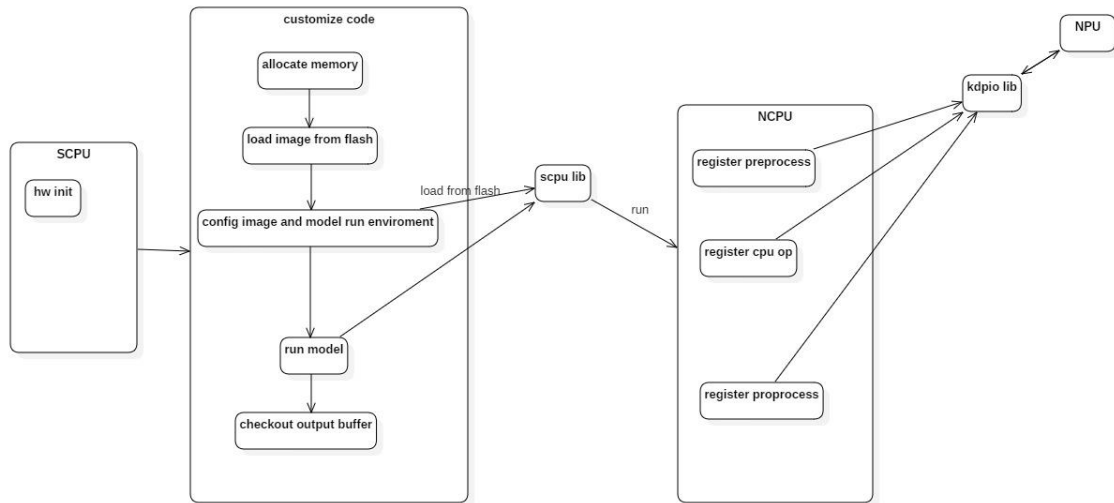 customize code
allocate memory
load image from flash
config image and model run enviroment
run model
checkout output buffer
SCPU
hw init
load from flash
scpu lib
run
NCPU
register preprocess
register cpu op
register proprocess
kdpio lib
NPU